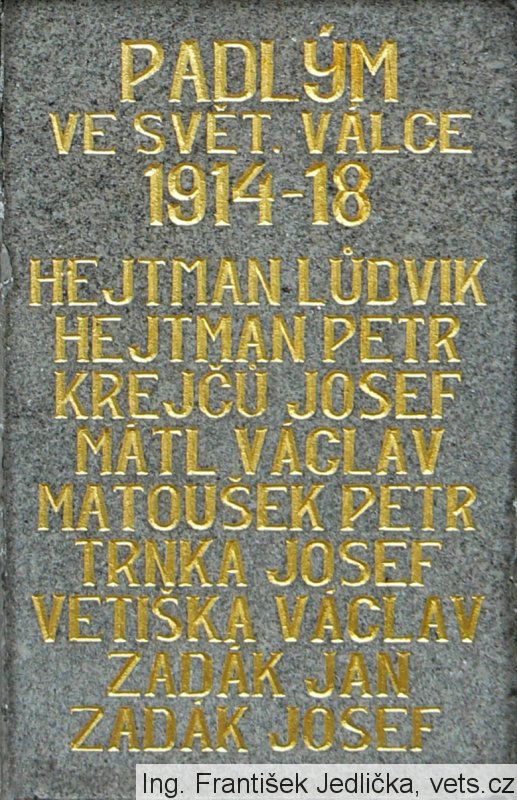 PADLÝM
VE SVĚT. VÁLCE
1914-18
HEJTMAN LŮDVIK
HEJTMAN PETR
KREJČŮ JOSEF
MÁTL VÁCLAV
MATOUŠEK PETR
TRNKA JOSEF
VETIŠKA VÁCLAV
ZADÁK JAN
ZADÁK JOSEF
Ing. František Jedlička, vets.cz